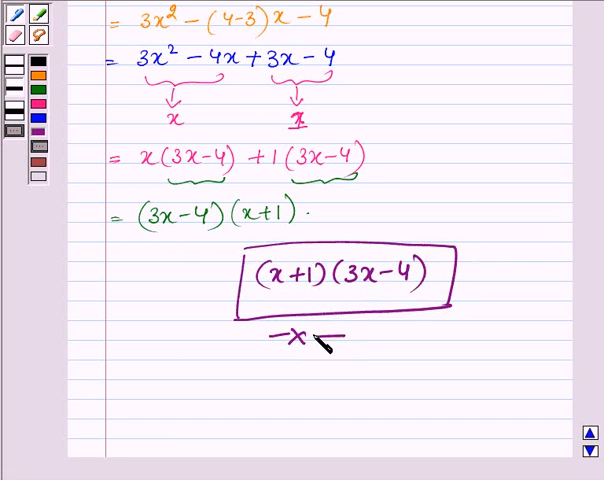 = 3x² - (4-3)x - 4
= 3x² - 4x + 3x - 4
x x
= x(3x-4) + 1(3x-4)
= (3x-4)(x+1).
(x+1)(3x-4)
-x-